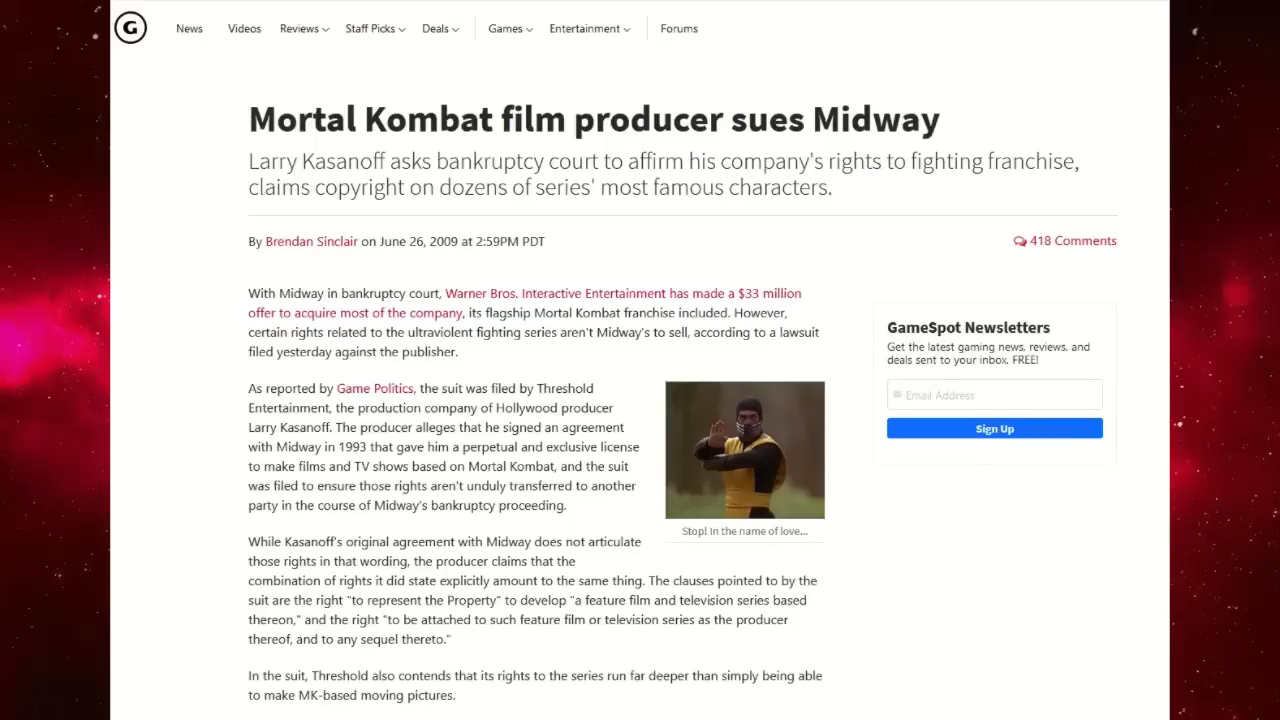 G
News Videos Reviews Staff Picks Deals Games Entertainment Forums
Mortal Kombat film producer sues Midway
Larry Kasanoff asks bankruptcy court to affirm his company's rights to fighting franchise,
claims copyright on dozens of series' most famous characters.
By Brendan Sinclair on June 26, 2009 at 2:59PM PDT
418 Comments
With Midway in bankruptcy court, Warner Bros. Interactive Entertainment has made a $33 million
offer to acquire most of the company, its flagship Mortal Kombat franchise included. However,
certain rights related to the ultraviolent fighting series aren't Midway's to sell, according to a lawsuit
filed yesterday against the publisher.
As reported by Game Politics, the suit was filed by Threshold
Entertainment, the production company of Hollywood producer
Larry Kasanoff. The producer alleges that he signed an agreement
with Midway in 1993 that gave him a perpetual and exclusive license
to make films and TV shows based on Mortal Kombat, and the suit
was filed to ensure those rights aren't unduly transferred to another
party in the course of Midway's bankruptcy proceeding.
Stop! In the name of love...
While Kasanoff's original agreement with Midway does not articulate
those rights in that wording, the producer claims that the
combination of rights it did state explicitly amount to the same thing. The clauses pointed to by the
suit are the right "to represent the Property" to develop "a feature film and television series based
thereon," and the right "to be attached to such feature film or television series as the producer
thereof, and to any sequel thereto."
In the suit, Threshold also contends that its rights to the series run far deeper than simply being able
to make MK-based moving pictures.
GameSpot Newsletters
Get the latest gaming news, reviews, and
deals sent to your inbox, FREE!
Email Address
Sign Up